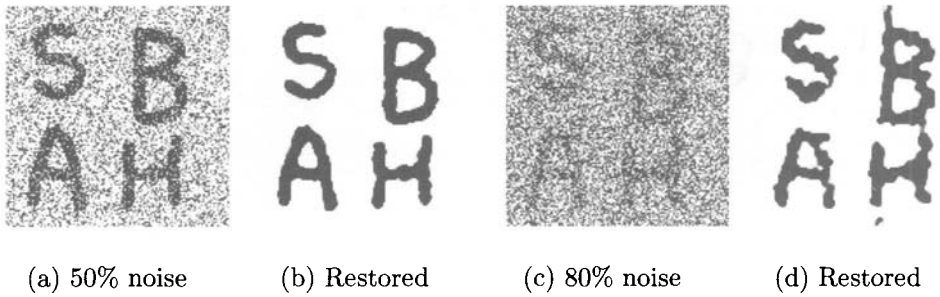 S B S B S B S B
A H A H A H A H
(a) 50% noise (b) Restored (c) 80% noise (d) Restored